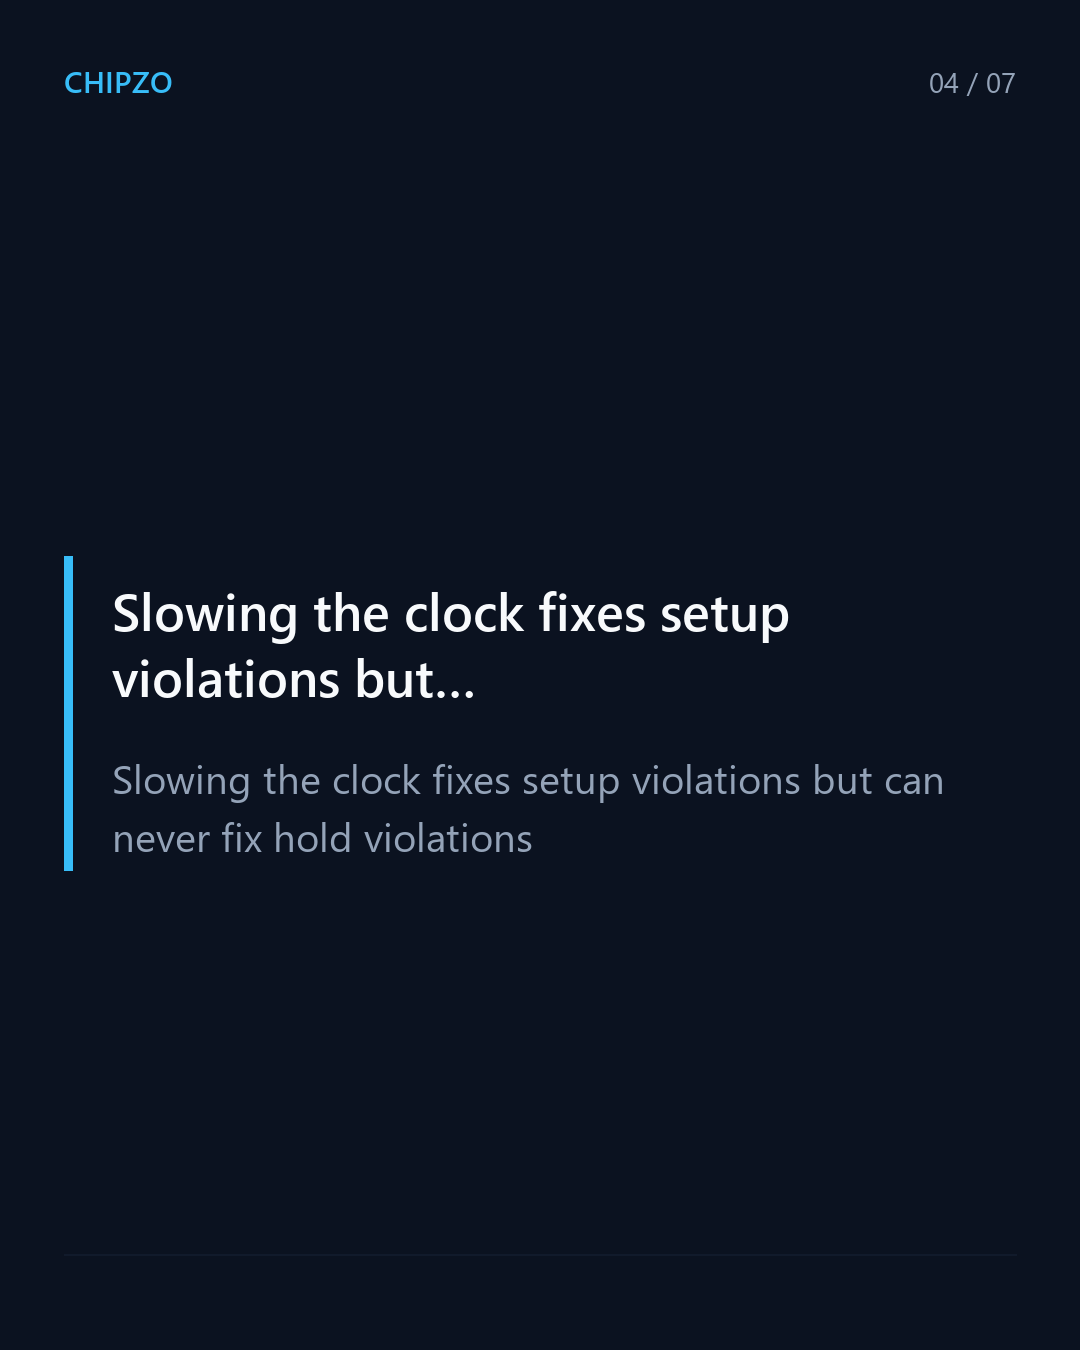 CHIPZO
04 / 07
Slowing the clock fixes setup
violations but...
Slowing the clock fixes setup violations but can
never fix hold violations